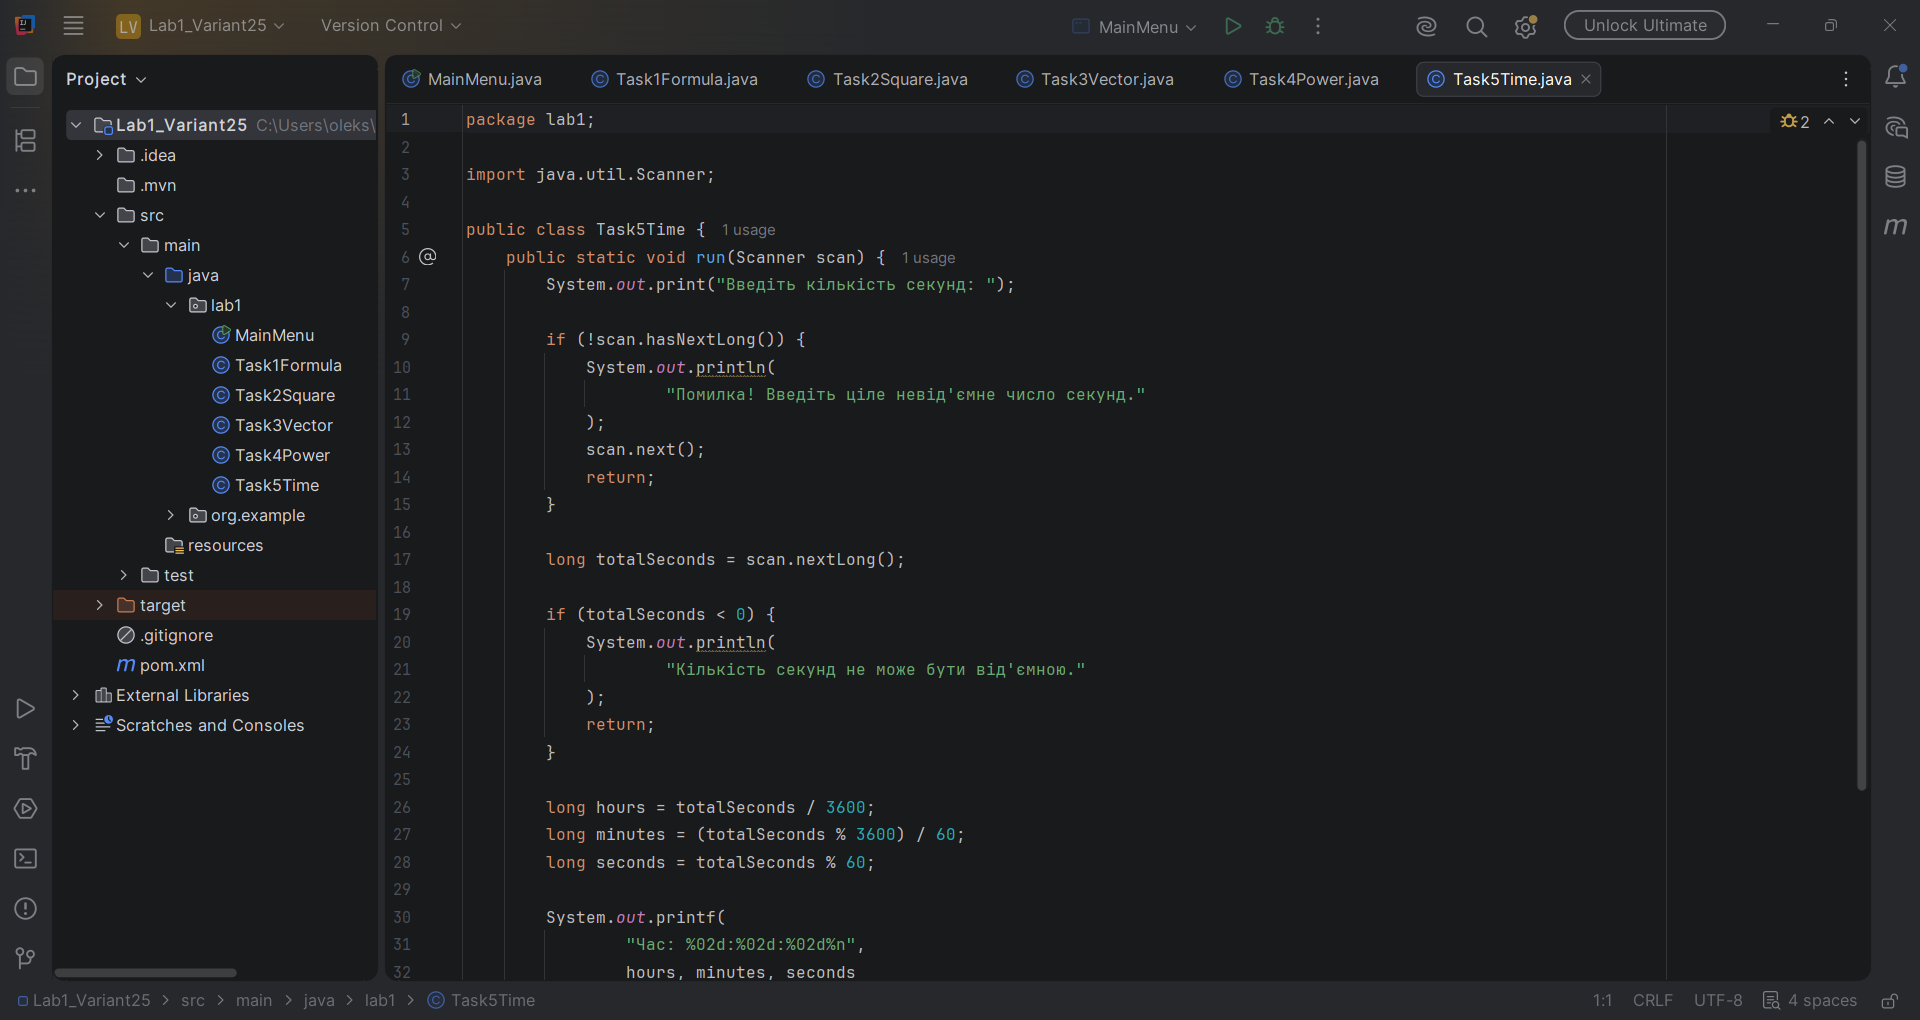 LV Lab1_Variant25 Version Control MainMenu Unlock Ultimate
Project
MainMenu.java Task1Formula.java Task2Square.java Task3Vector.java Task4Power.java Task5Time.java
Lab1_Variant25 C:\Users\oleks\
.idea
.mvn
src
main
java
lab1
MainMenu
Task1Formula
Task2Square
Task3Vector
Task4Power
Task5Time
org.example
resources
test
target
.gitignore
pom.xml
External Libraries
Scratches and Consoles
2
1 package lab1;
2
3 import java.util.Scanner;
4
5 public class Task5Time { 1 usage
6 public static void run(Scanner scan) { 1 usage
7 System.out.print("Введіть кількість секунд: ");
8
9 if (!scan.hasNextLong()) {
10 System.out.println(
11 "Помилка! Введіть ціле невід'ємне число секунд."
12 );
13 scan.next();
14 return;
15 }
16
17 long totalSeconds = scan.nextLong();
18
19 if (totalSeconds < 0) {
20 System.out.println(
21 "Кількість секунд не може бути від'ємною."
22 );
23 return;
24 }
25
26 long hours = totalSeconds / 3600;
27 long minutes = (totalSeconds % 3600) / 60;
28 long seconds = totalSeconds % 60;
29
30 System.out.printf(
31 "Час: %02d:%02d:%02d%n",
32 hours, minutes, seconds
Lab1_Variant25 > src > main > java > lab1 > Task5Time 1:1 CRLF UTF-8 4 spaces